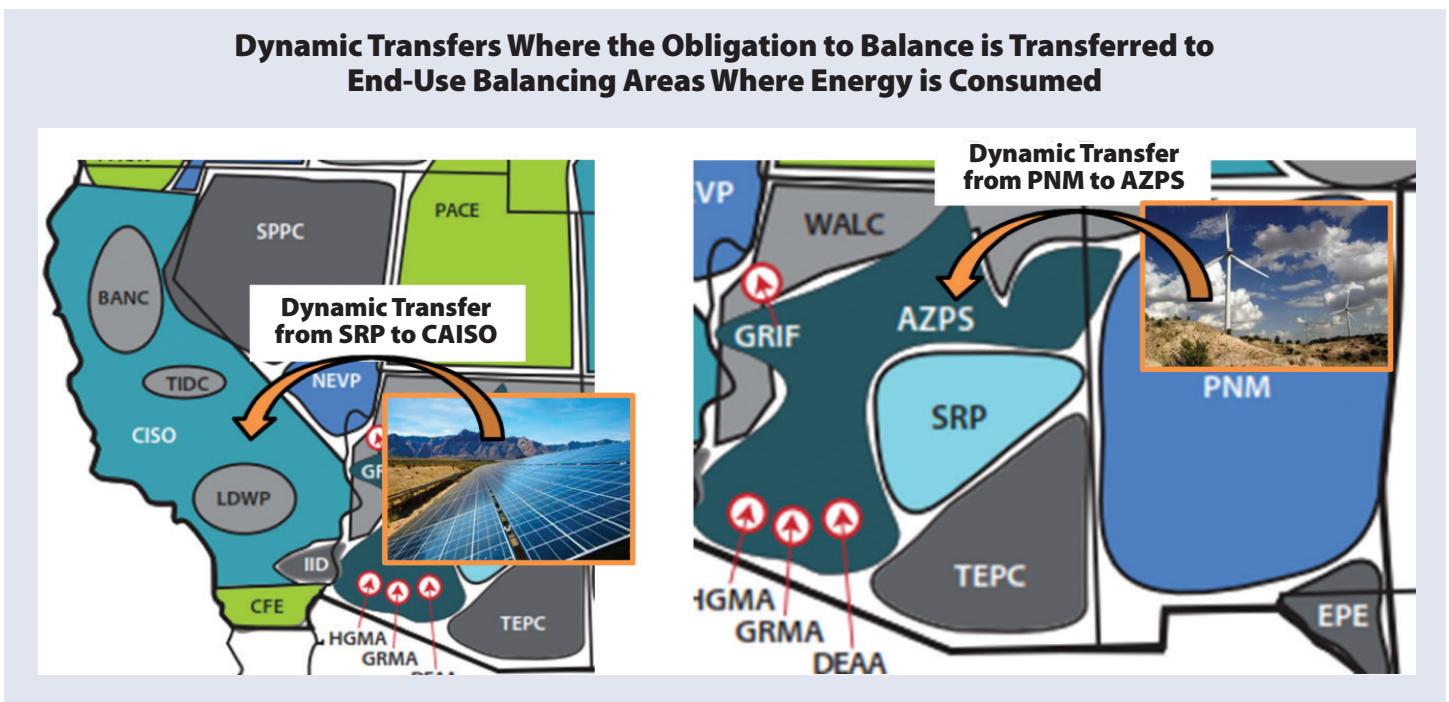 Dynamic Transfers Where the Obligation to Balance is Transferred to
End-Use Balancing Areas Where Energy is Consumed
PACE
SPPC
BANC
Dynamic Transfer
from SRP to CAISO
NEVP
TIDC
CISO
LDWP
IID
CFE
TEPC
HGMA
GRMA
Dynamic Transfer
from PNM to AZPS
WALC
AZPS
GRIF
PNM
SRP
TEPC
EPE
HGMA
GRMA
DEAA